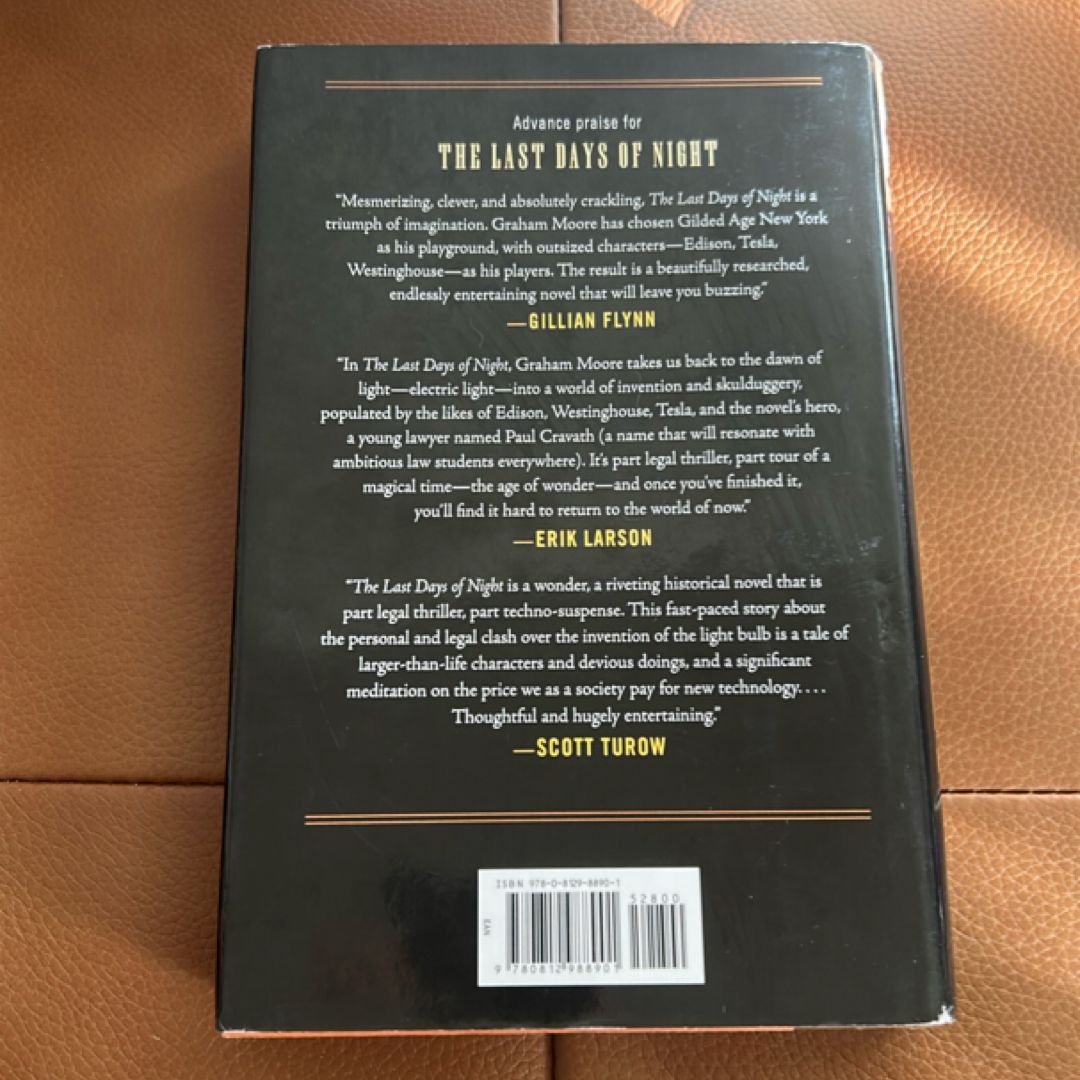 Advance praise for
THE LAST DAYS OF NIGHT
“Mesmerizing, clever, and absolutely crackling, The Last Days of Night is a
triumph of imagination. Graham Moore has chosen Gilded Age New York
as his playground, with outsized characters—Edison, Tesla,
Westinghouse—as his players. The result is a beautifully researched,
endlessly entertaining novel that will leave you buzzing.”
—GILLIAN FLYNN
“In The Last Days of Night, Graham Moore takes us back to the dawn of
light—electric light—into a world of invention and skulduggery,
populated by the likes of Edison, Westinghouse, Tesla, and the novel’s hero,
a young lawyer named Paul Cravath (a name that will resonate with
ambitious law students everywhere). It’s part legal thriller, part tour of a
magical time—the age of wonder—and once you’ve finished it,
you’ll find it hard to return to the world of now.”
—ERIK LARSON
“The Last Days of Night is a wonder, a riveting historical novel that is
part legal thriller, part techno-suspense. This fast-paced story about
the personal and legal clash over the invention of the light bulb is a tale of
larger-than-life characters and devious doings, and a significant
meditation on the price we as a society pay for new technology. . . .
Thoughtful and hugely entertaining.”
—SCOTT TUROW
ISBN 978-0-8129-8890-1
52800
EAN
9 780812 988901